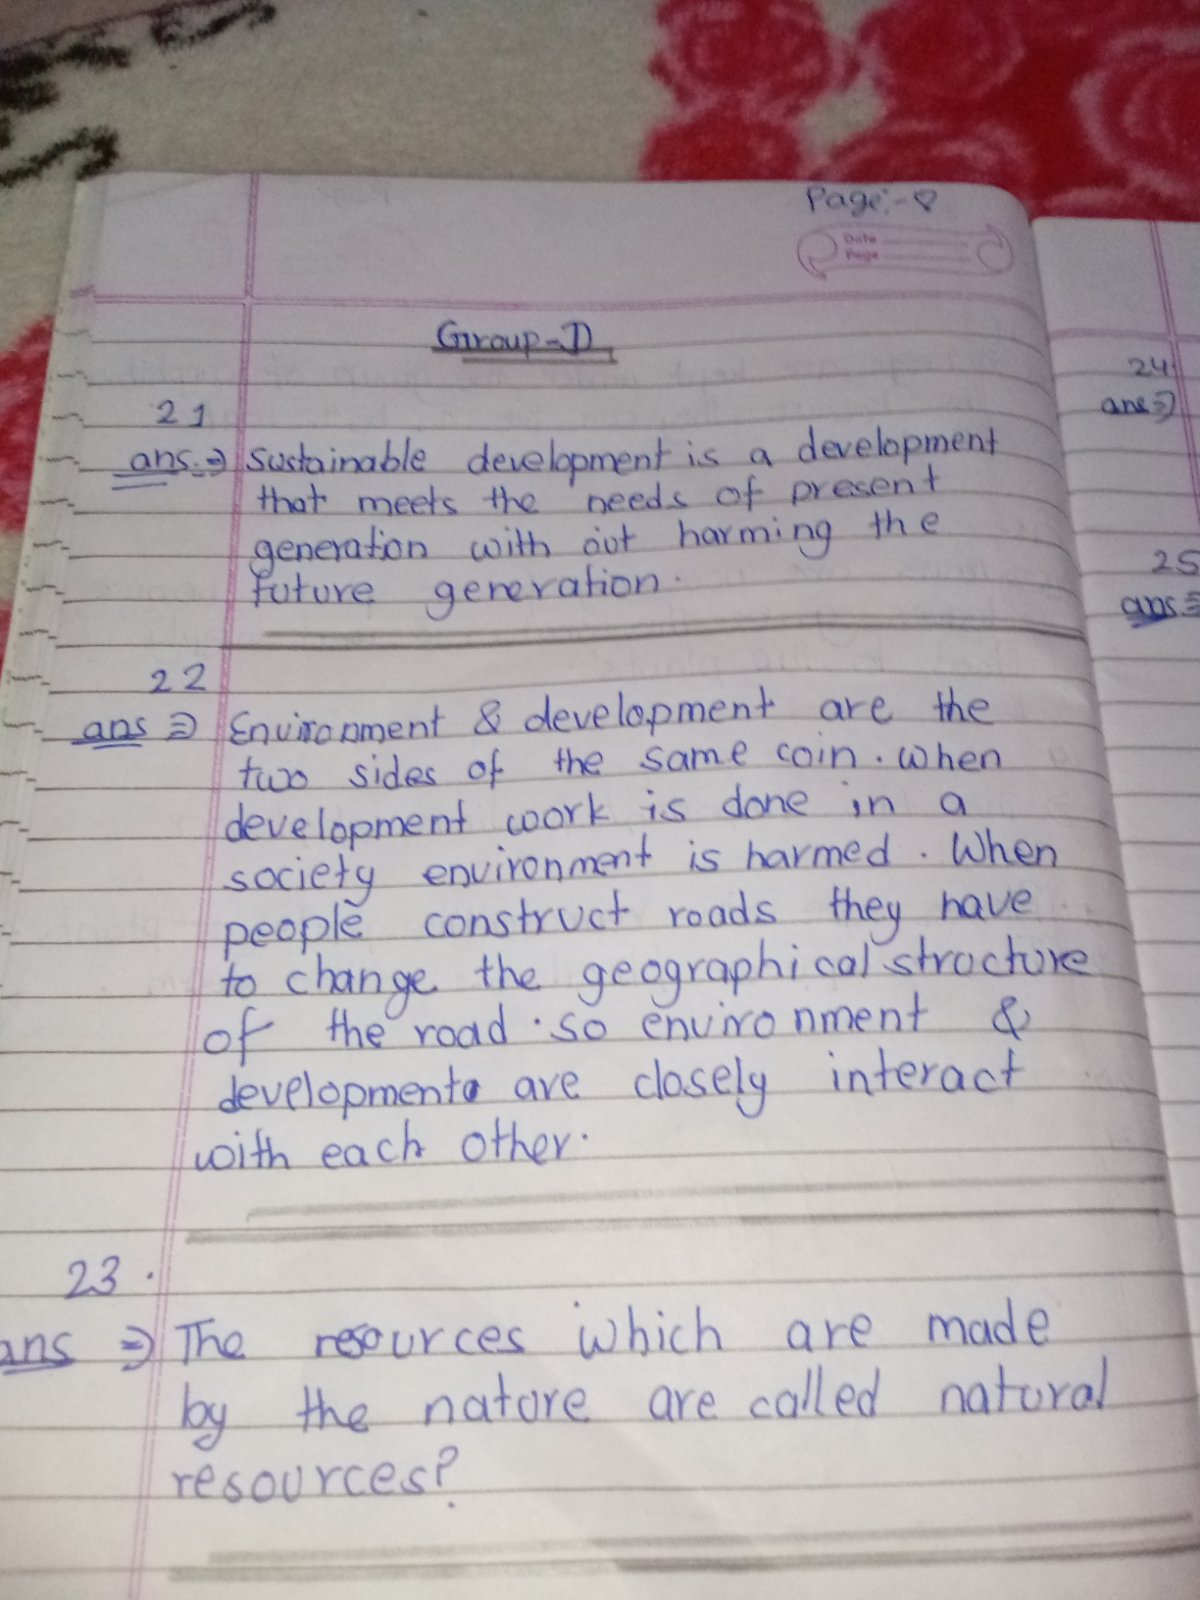 Page:- 8
Date
Page
Group-D
21
ans.⇒ Sustainable development is a development
that meets the needs of present
generation with out harming the
future generation.
22
ans ⇒ Environment & development are the
two sides of the same coin. When
development work is done in a
society environment is harmed. When
people construct roads they have
to change the geographical structure
of the road. so environment &
development are closely interact
with each other.
23.
ans ⇒ The resources which are made
by the nature are called natural
resources?
24
ans ⇒
25
ans ⇒